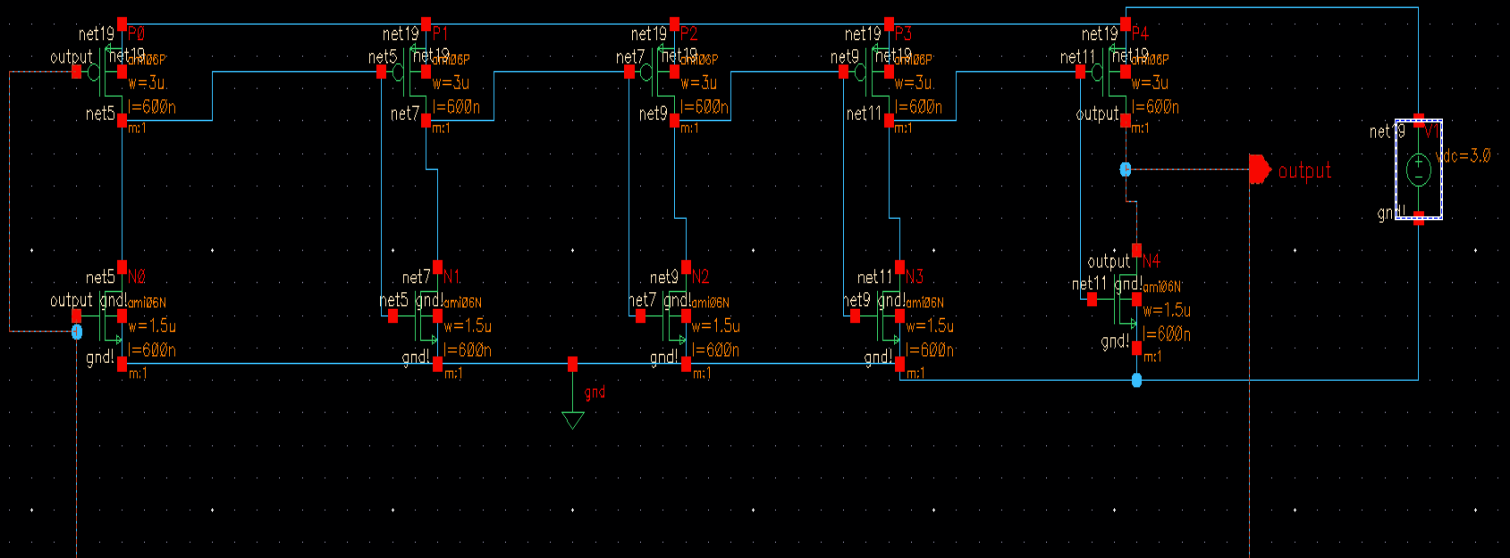 net19 P0
output net19 ami06P
w=3u
l=600n
net5
m:1
net19 P1
net5 net19 ami06P
w=3u
l=600n
net7
m:1
net19 P2
net7 net19 ami06P
w=3u
l=600n
net9
m:1
net19 P3
net9 net19 ami06P
w=3u
l=600n
net11
m:1
net19 P4
net11 net19 ami06P
w=3u
l=600n
output
m:1
net19 V1
vdc=3.0
gnd!
output
net5 N0
output gnd! ami06N
w=1.5u
l=600n
gnd!
m:1
net7 N1
net5 gnd! ami06N
w=1.5u
l=600n
gnd!
m:1
net9 N2
net7 gnd! ami06N
w=1.5u
l=600n
gnd!
m:1
net11 N3
net9 gnd! ami06N
w=1.5u
l=600n
gnd!
m:1
output N4
net11 gnd! ami06N
w=1.5u
l=600n
gnd!
m:1
gnd